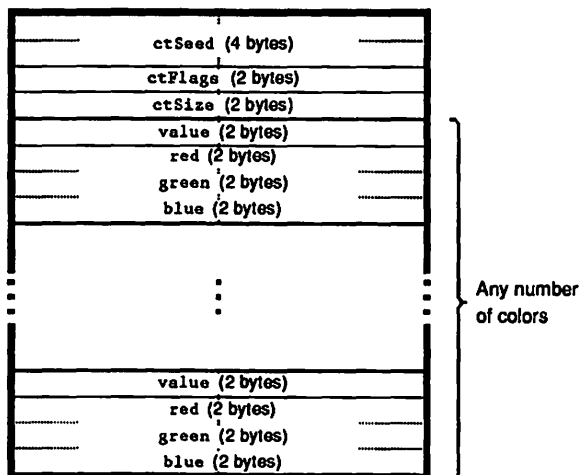 ctSeed (4 bytes)
ctFlags (2 bytes)
ctSize (2 bytes)
value (2 bytes)
red (2 bytes)
green (2 bytes)
blue (2 bytes)
Any number
of colors
value (2 bytes)
red (2 bytes)
green (2 bytes)
blue (2 bytes)